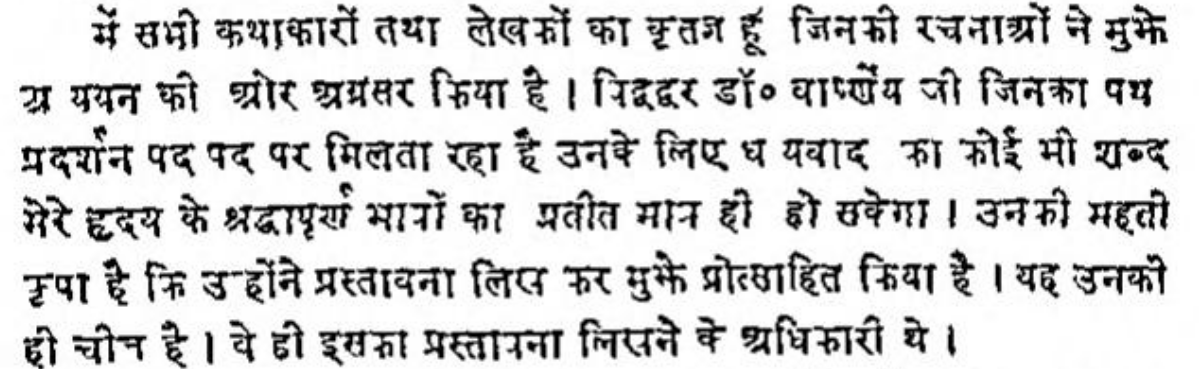 में सभी कथाकारों तथा लेखकों का कृतज्ञ हूँ जिनकी रचनाओं ने मुझे
अ ययन की ओर अग्रसर किया है । विद्वद्वर डॉ० वार्ष्णेय जी जिनका पथ
प्रदर्शन पद पद पर मिलता रहा है उनके लिए ध यवाद का कोई भी शब्द
मेरे हृदय के श्रद्धापूर्ण भावों का प्रतीत मात्र ही हो सकेगा । उनकी महती
कृपा है कि उ होंने प्रस्तावना लिख कर मुझे प्रोत्साहित किया है । यह उनकी
ही चीज है । वे ही इसका प्रस्तावना लिखने के अधिकारी थे ।